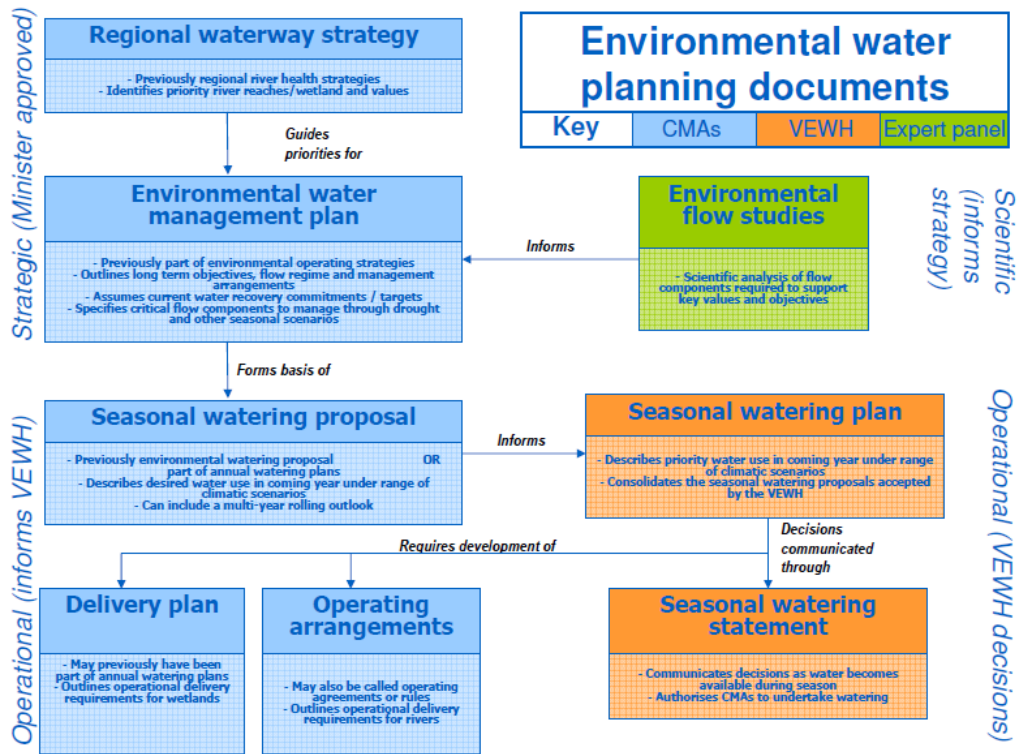 Regional waterway strategy
- Previously regional river health strategies
- Identifies priority river reaches/wetland and values
Environmental water
planning documents
Key
CMAs
VEWH
Expert panel
Strategic (Minister approved)
Guides
priorities for
Environmental water
management plan
- Previously part of environmental operating strategies
- Outlines long term objectives, flow regime and management
arrangements
- Assumes current water recovery commitments / targets
- Specifies critical flow components to manage through drought
and other seasonal scenarios
Informs
Environmental
flow studies
- Scientific analysis of flow
components required to support
key values and objectives
Scientific
(informs
strategy)
Forms basis of
Seasonal watering proposal
- Previously environmental watering proposal OR
part of annual watering plans
- Describes desired water use in coming year under range of
climatic scenarios
- Can include a multi-year rolling outlook
Informs
Seasonal watering plan
- Describes priority water use in coming year under range
of climatic scenarios
- Consolidates the seasonal watering proposals accepted
by the VEWH
Operational (informs VEWH)
Operational (VEWH decisions)
Requires development of
Decisions
communicated
through
Delivery plan
- May previously have been
part of annual watering plans
- Outlines operational delivery
requirements for wetlands
Operating
arrangements
- May also be called operating
agreements or rules
- Outlines operational delivery
requirements for rivers
Seasonal watering
statement
- Communicates decisions as water becomes
available during season
- Authorises CMAs to undertake watering